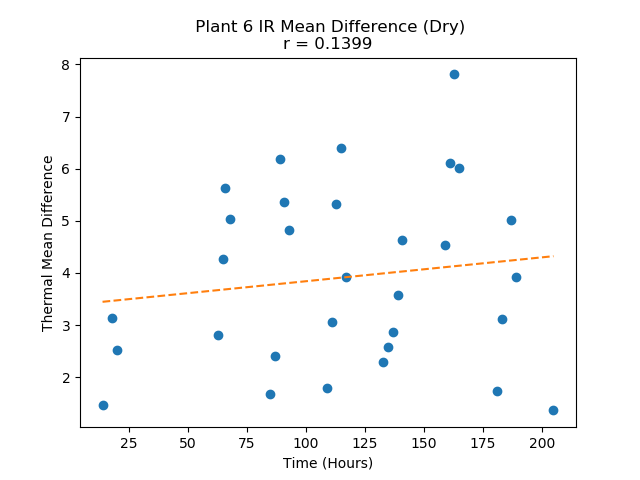 Plant 6 IR Mean Difference (Dry)
r = 0.1399
Thermal Mean Difference
8
7
6
5
4
3
2
25 50 75 100 125 150 175 200
Time (Hours)